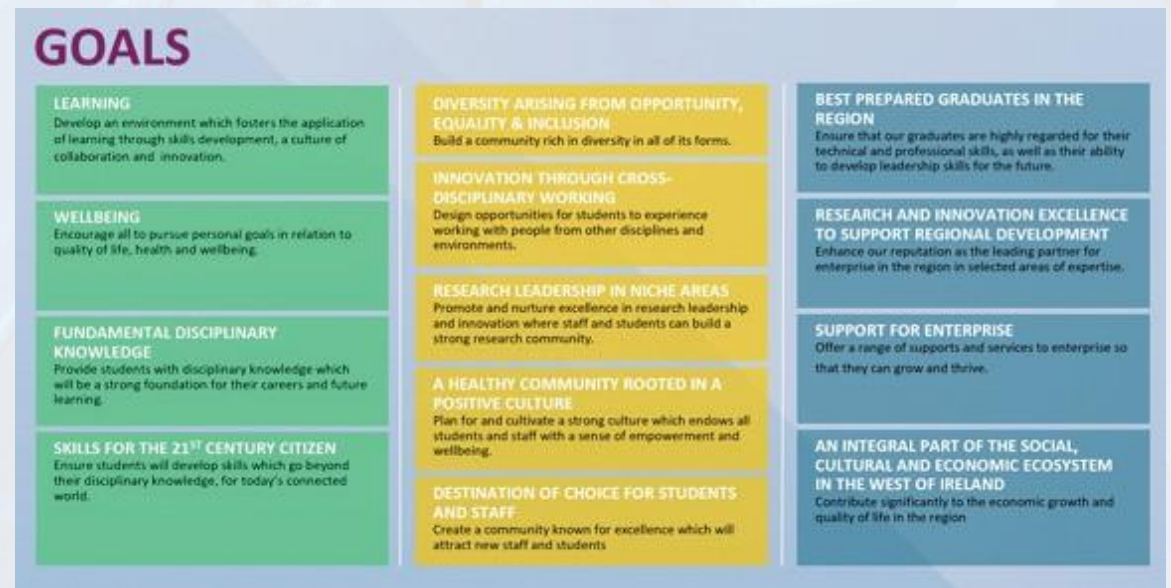 GOALS
LEARNING
Develop an environment which fosters the application
of learning through skills development, a culture of
collaboration and innovation.
WELLBEING
Encourage all to pursue personal goals in relation to
quality of life, health and wellbeing.
FUNDAMENTAL DISCIPLINARY
KNOWLEDGE
Provide students with disciplinary knowledge which
will be a strong foundation for their careers and future
learning.
SKILLS FOR THE 21ST CENTURY CITIZEN
Ensure students will develop skills which go beyond
their disciplinary knowledge, for today's connected
world.
DIVERSITY ARISING FROM OPPORTUNITY,
EQUALITY & INCLUSION
Build a community rich in diversity in all of its forms.
INNOVATION THROUGH CROSS-
DISCIPLINARY WORKING
Design opportunities for students to experience
working with people from other disciplines and
environments.
RESEARCH LEADERSHIP IN NICHE AREAS
Promote and nurture excellence in research leadership
and innovation where staff and students can build a
strong research community.
A HEALTHY COMMUNITY ROOTED IN A
POSITIVE CULTURE
Plan for and cultivate a strong culture which endows all
students and staff with a sense of empowerment and
wellbeing.
DESTINATION OF CHOICE FOR STUDENTS
AND STAFF
Create a community known for excellence which will
attract new staff and students
BEST PREPARED GRADUATES IN THE
REGION
Ensure that our graduates are highly regarded for their
technical and professional skills, as well as their ability
to develop leadership skills for the future.
RESEARCH AND INNOVATION EXCELLENCE
TO SUPPORT REGIONAL DEVELOPMENT
Enhance our reputation as the leading partner for
enterprise in the region in selected areas of expertise.
SUPPORT FOR ENTERPRISE
Offer a range of supports and services to enterprise so
that they can grow and thrive.
AN INTEGRAL PART OF THE SOCIAL,
CULTURAL AND ECONOMIC ECOSYSTEM
IN THE WEST OF IRELAND
Contribute significantly to the economic growth and
quality of life in the region